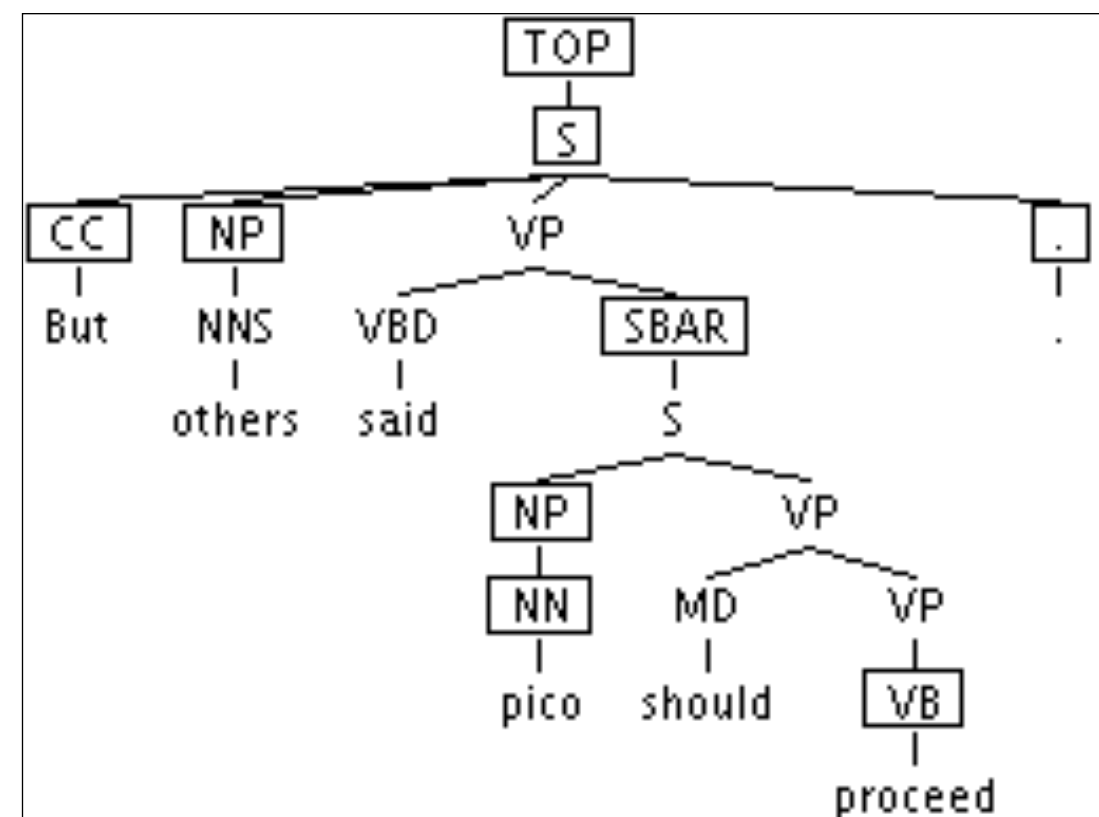 TOP
S
CC NP VP .
But NNS VBD SBAR .
others said S
NP VP
NN MD VP
pico should VB
proceed